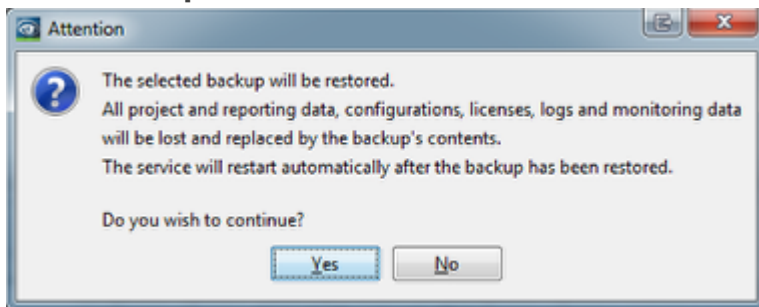 Attention
The selected backup will be restored.
All project and reporting data, configurations, licenses, logs and monitoring data
will be lost and replaced by the backup's contents.
The service will restart automatically after the backup has been restored.
Do you wish to continue?
Yes No